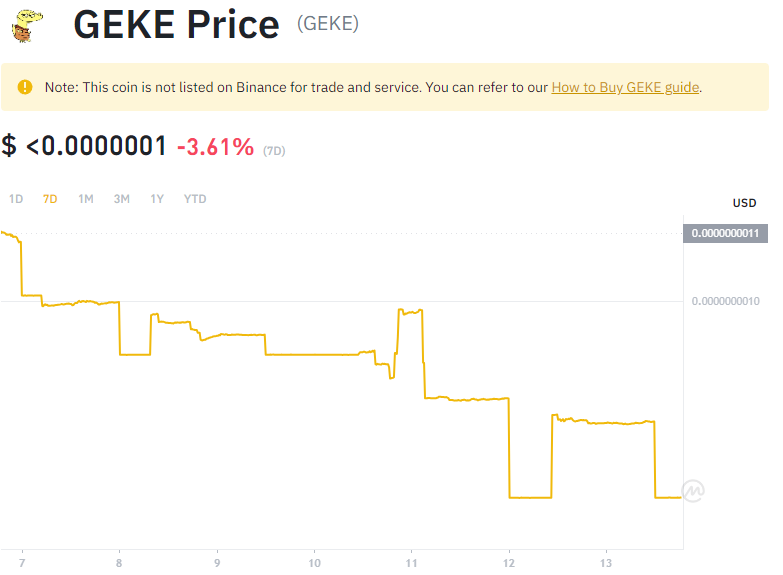 GEKE Price (GEKE)
Note: This coin is not listed on Binance for trade and service. You can refer to our How to Buy GEKE guide.
$ <0.0000001 -3.61% (7D)
1D 7D 1M 3M 1Y YTD
USD
0.0000000011
0.0000000010
7 8 9 10 11 12 13